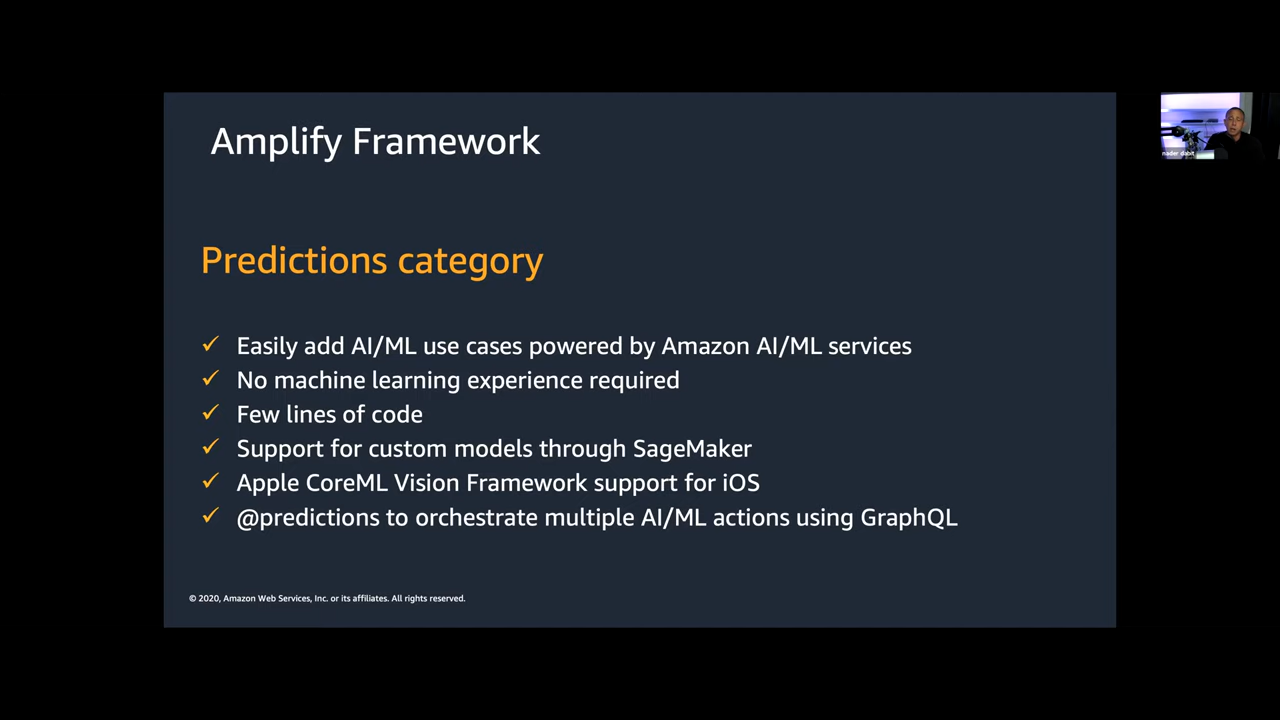 Amplify Framework
nader dabit
Predictions category
✓ Easily add AI/ML use cases powered by Amazon AI/ML services
✓ No machine learning experience required
✓ Few lines of code
✓ Support for custom models through SageMaker
✓ Apple CoreML Vision Framework support for iOS
✓ @predictions to orchestrate multiple AI/ML actions using GraphQL
© 2020, Amazon Web Services, Inc. or its affiliates. All rights reserved.